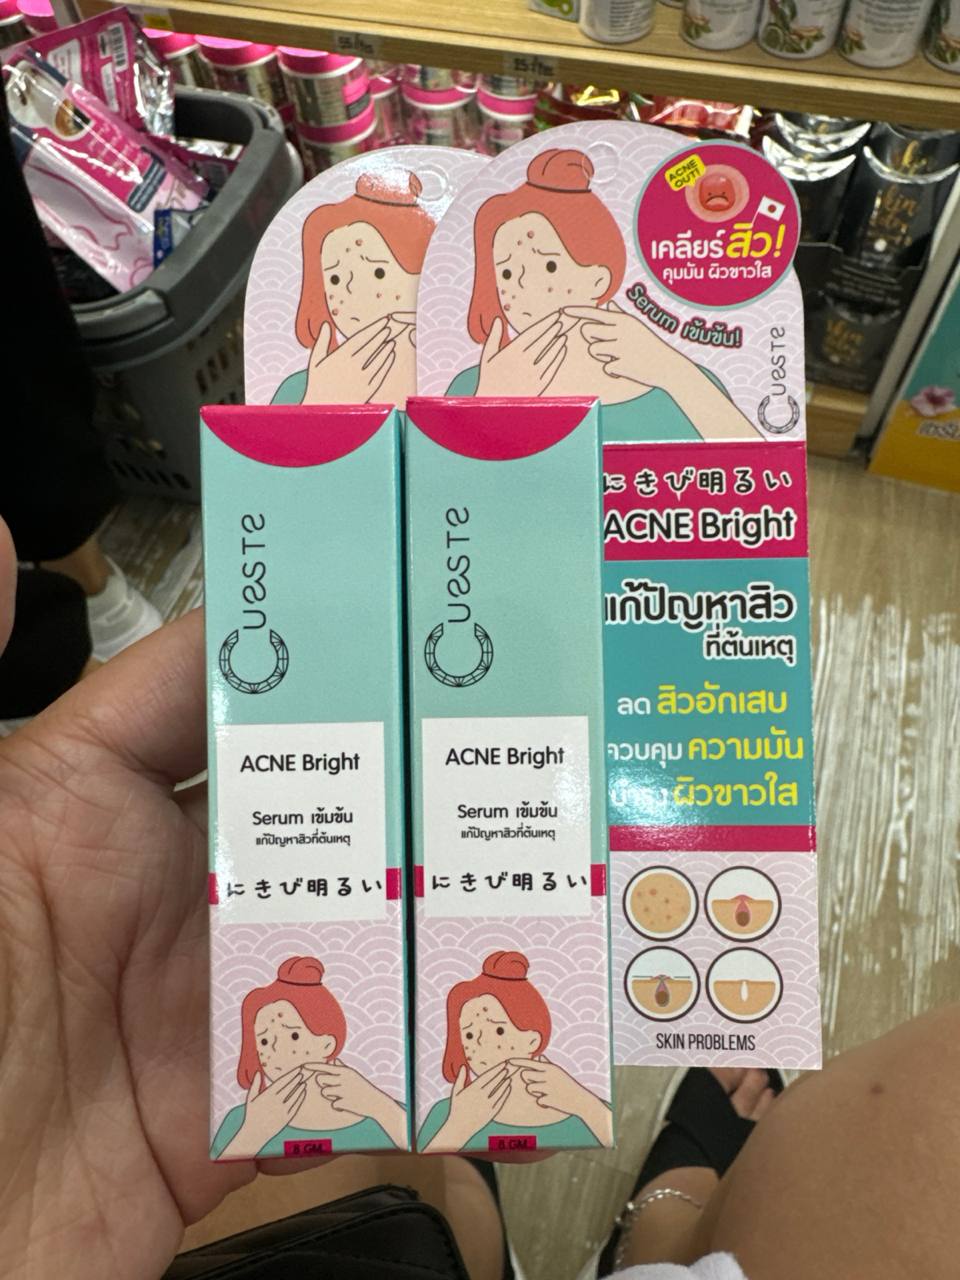 ACNE
OUT!
เคลียร์สิว!
คุมมัน ผิวขาวใส
Serum เข้มข้น!
にきび明るい
ACNE Bright
แก้ปัญหาสิว
ที่ต้นเหตุ
ลด สิวอักเสบ
ควบคุม ความมัน
ผิวขาวใส
SKIN PROBLEMS
ACNE Bright
Serum เข้มข้น
แก้ปัญหาสิวที่ต้นเหตุ
にきび明るい
8 GM.
ACNE Bright
Serum เข้มข้น
แก้ปัญหาสิวที่ต้นเหตุ
にきび明るい
8 GM.